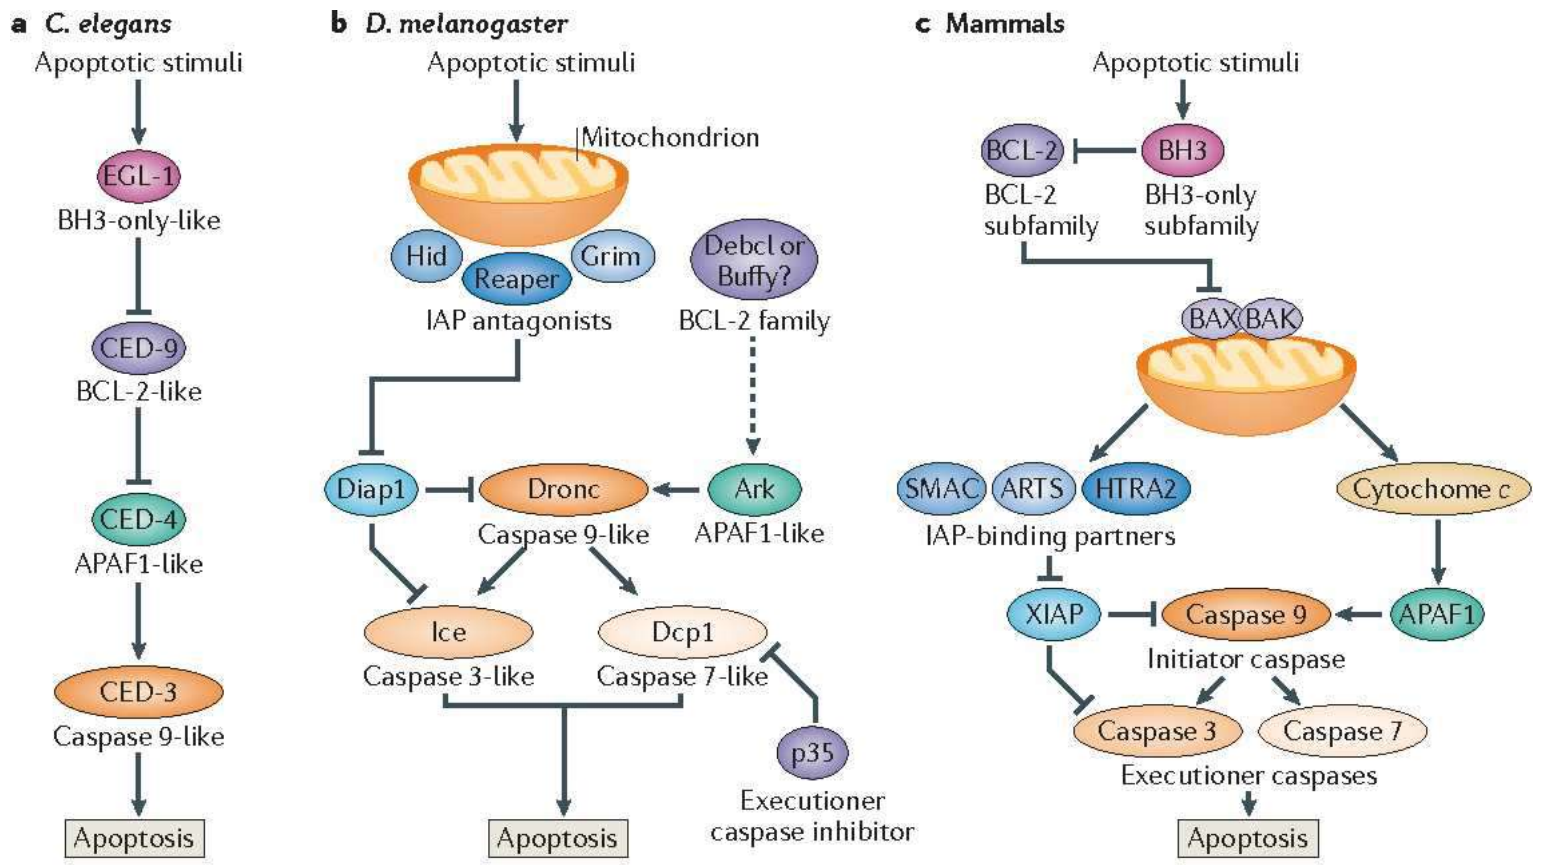 a C. elegans
Apoptotic stimuli
EGL-1
BH3-only-like
CED-9
BCL-2-like
CED-4
APAF1-like
CED-3
Caspase 9-like
Apoptosis
b D. melanogaster
Apoptotic stimuli
Mitochondrion
Hid
Reaper
Grim
IAP antagonists
Debcl or
Buffy?
BCL-2 family
Diap1
Dronc
Caspase 9-like
Ark
APAF1-like
Ice
Caspase 3-like
Dcp1
Caspase 7-like
p35
Executioner
caspase inhibitor
Apoptosis
c Mammals
Apoptotic stimuli
BCL-2
BCL-2
subfamily
BH3
BH3-only
subfamily
BAX
BAK
SMAC
ARTS
HTRA2
IAP-binding partners
Cytochome c
XIAP
Caspase 9
Initiator caspase
APAF1
Caspase 3
Caspase 7
Executioner caspases
Apoptosis